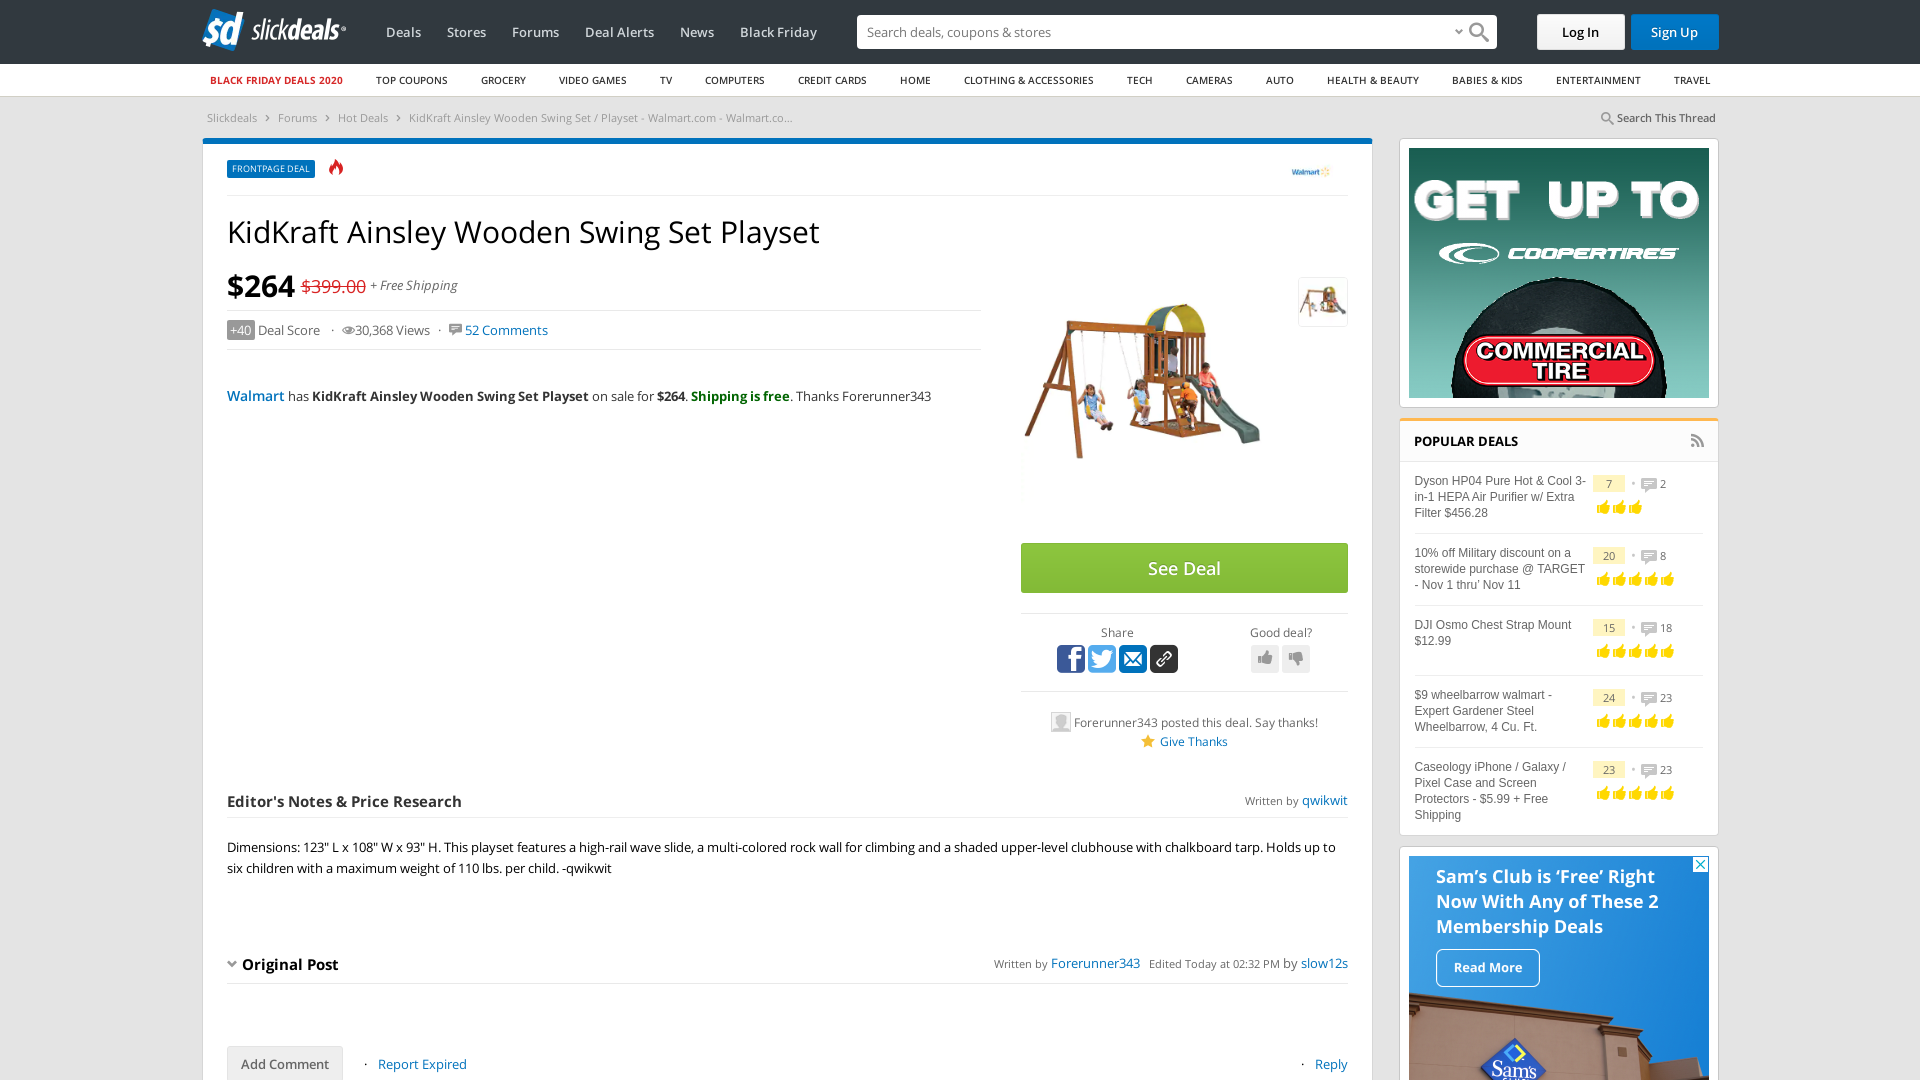 sd slickdeals
Deals Stores Forums Deal Alerts News Black Friday
Search deals, coupons & shopping
Log In Sign Up
BLACK FRIDAY DEALS 2020 TOP COUPONS GROCERY VIDEO GAMES TV COMPUTERS CREDIT CARDS HOME CLOTHING & ACCESSORIES TECH CAMERAS AUTO HEALTH & BEAUTY BABIES & KIDS ENTERTAINMENT TRAVEL
Slickdeals › Forums › Hot Deals › KidKraft Ainsley Wooden Swing Set / Playset - Walmart.com - Walmart.co...
Search This Thread
FRONTPAGE DEAL
Walmart
KidKraft Ainsley Wooden Swing Set Playset
$264 $399.00 + Free Shipping
+40 Deal Score · 30,368 Views · 52 Comments
Walmart has KidKraft Ainsley Wooden Swing Set Playset on sale for $264. Shipping is free. Thanks Forerunner343
See Deal
Share
Good deal?
f
Forerunner343 posted this deal. Say thanks!
Give Thanks
Editor's Notes & Price Research
Written by qwikwit
Dimensions: 123" L x 108" W x 93" H. This playset features a high-rail wave slide, a multi-colored rock wall for climbing and a shaded upper-level clubhouse with chalkboard tarp. Holds up to
six children with a maximum weight of 110 lbs. per child. -qwikwit
Original Post
Written by Forerunner343 Edited Today at 02:32 PM by slow12s
Add Comment · Report Expired
· Reply
GET UP TO
COOPERTIRES
COMMERCIAL
TIRE
POPULAR DEALS
Dyson HP04 Pure Hot & Cool 3-
in-1 HEPA Air Purifier w/ Extra
Filter $456.28
7 • 2
10% off Military discount on a
storewide purchase @ TARGET
- Nov 1 thru' Nov 11
20 • 8
DJI Osmo Chest Strap Mount
$12.99
15 • 18
$9 wheelbarrow walmart -
Expert Gardener Steel
Wheelbarrow, 4 Cu. Ft.
24 • 23
Caseology iPhone / Galaxy /
Pixel Case and Screen
Protectors - $5.99 + Free
Shipping
23 • 23
Sam's Club is 'Free' Right
Now With Any of These 2
Membership Deals
Read More
Sam's